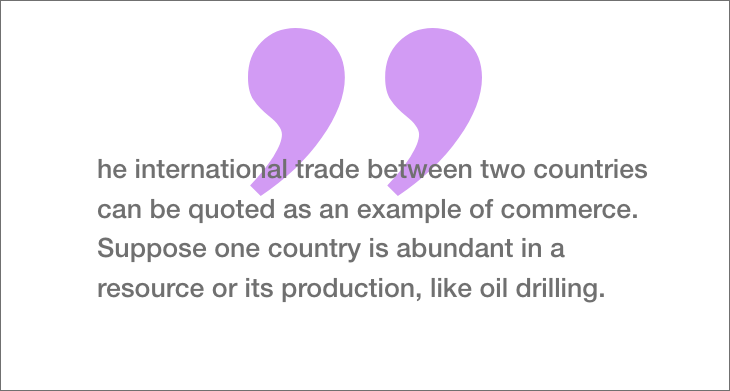 ”
he international trade between two countries
can be quoted as an example of commerce.
Suppose one country is abundant in a
resource or its production, like oil drilling.